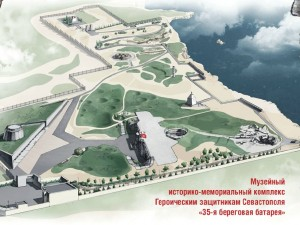 Музейный
историко-мемориальный комплекс
Героическим защитникам Севастополя
«35-я береговая батарея»